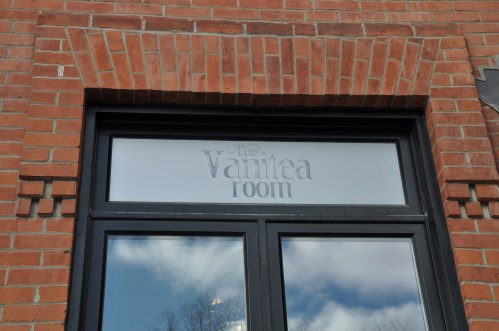 The
Vanitea
room